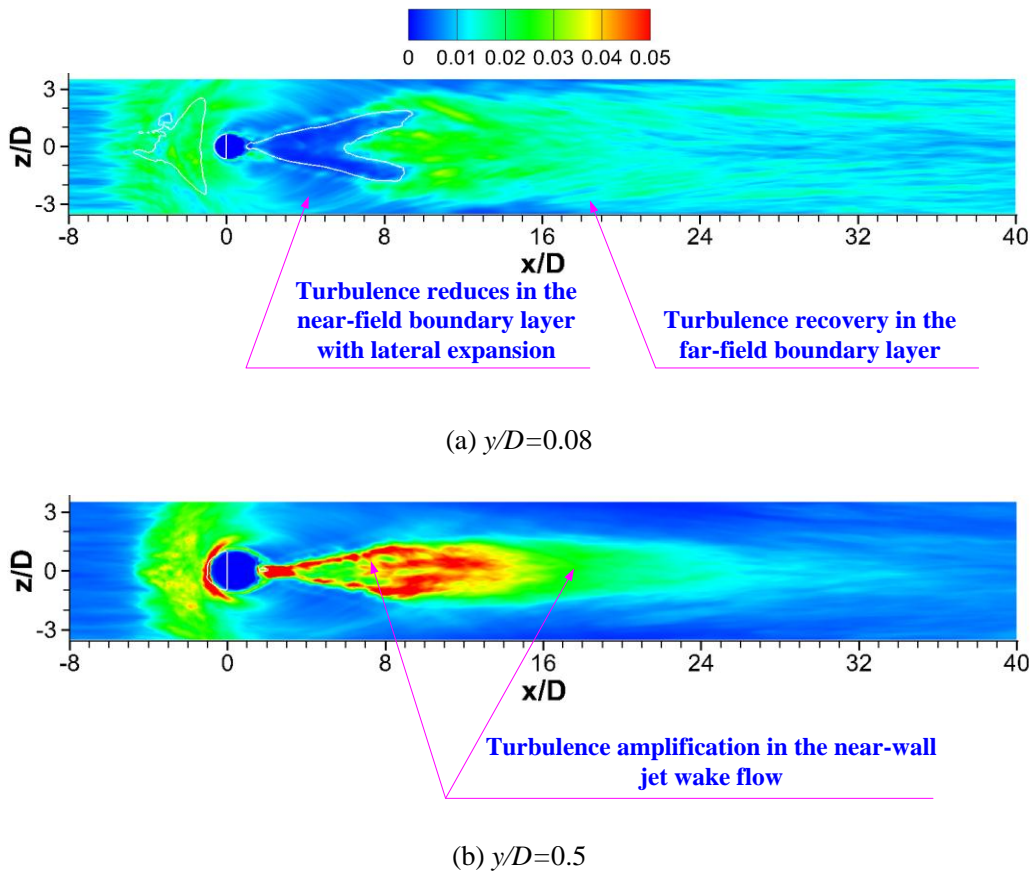 0 0.01 0.02 0.03 0.04 0.05
3
0
-3
z/D
-8 0 8 16 24 32 40
x/D
Turbulence reduces in the
near-field boundary layer
with lateral expansion
Turbulence recovery in the
far-field boundary layer
(a) y/D=0.08
3
0
-3
z/D
-8 0 8 16 24 32 40
x/D
Turbulence amplification in the near-wall
jet wake flow
(b) y/D=0.5